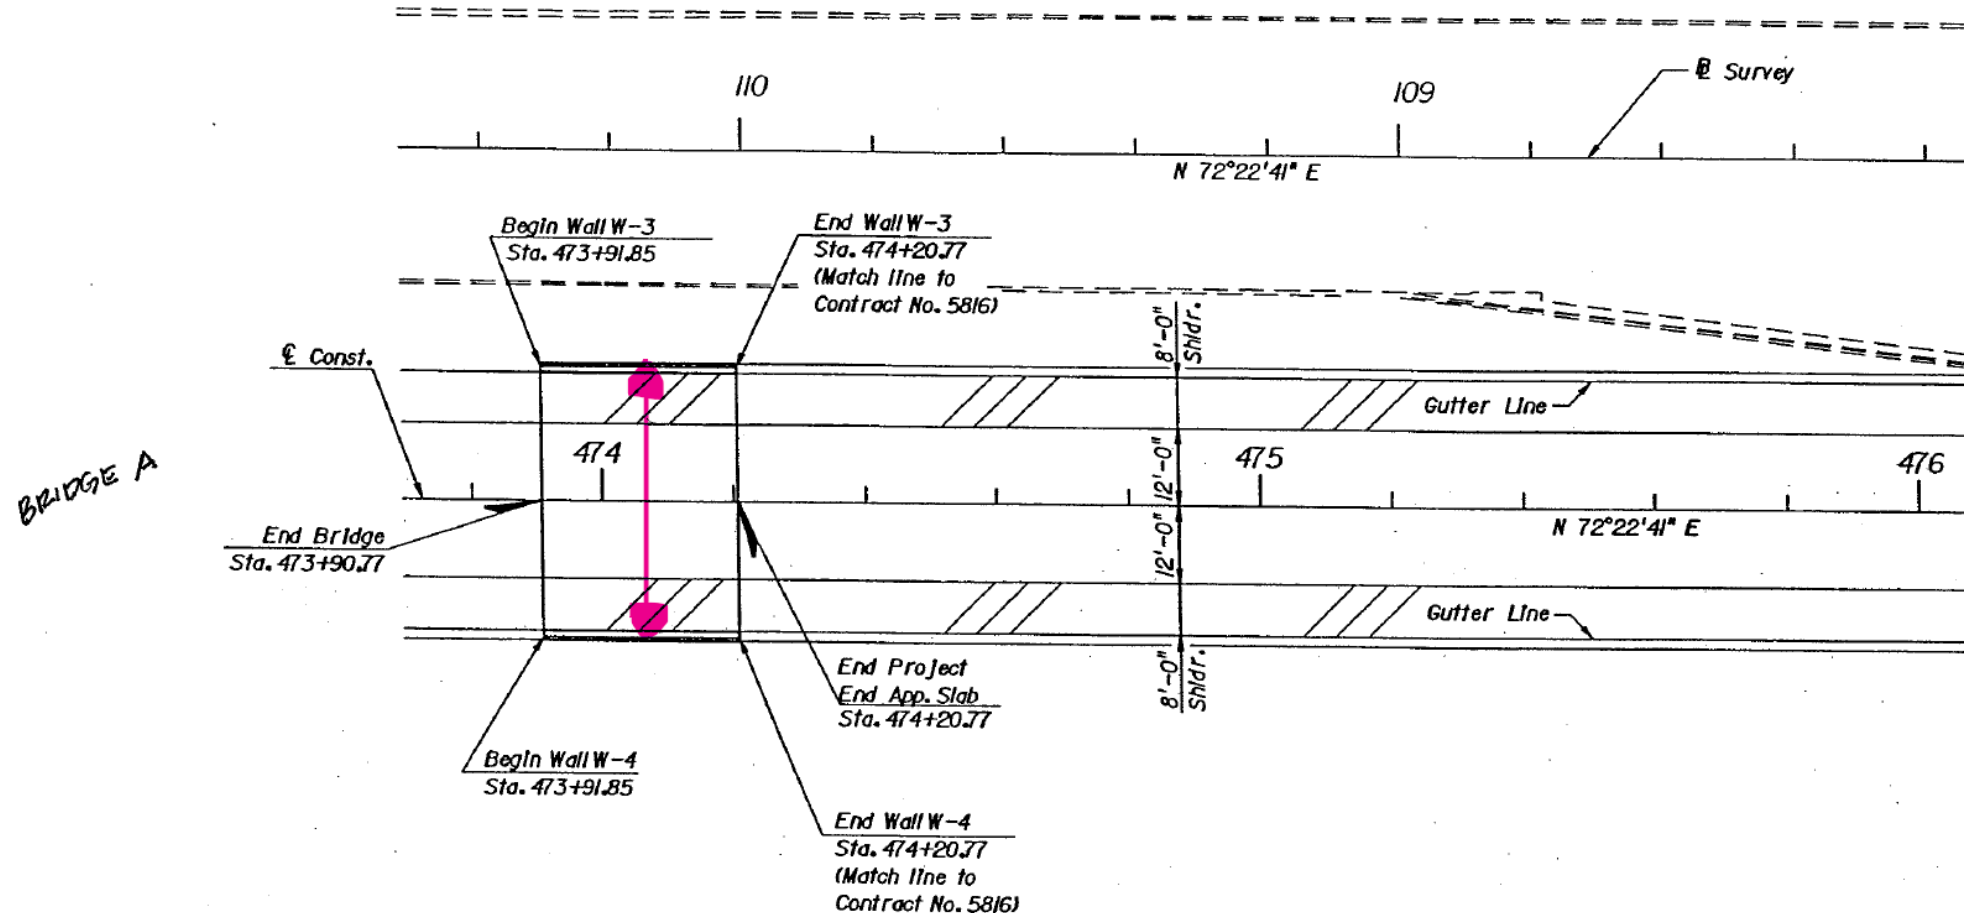 110
109
℄ Survey
N 72°22'41" E
Begin Wall W-3
Sta. 473+91.85
End Wall W-3
Sta. 474+20.77
(Match line to
Contract No. 5816)
8'-0"
Shldr.
℄ Const.
Gutter Line
474
475
476
12'-0"
BRIDGE A
12'-0"
N 72°22'41" E
End Bridge
Sta. 473+90.77
Gutter Line
8'-0"
Shldr.
End Project
End App. Slab
Sta. 474+20.77
Begin Wall W-4
Sta. 473+91.85
End Wall W-4
Sta. 474+20.77
(Match line to
Contract No. 5816)